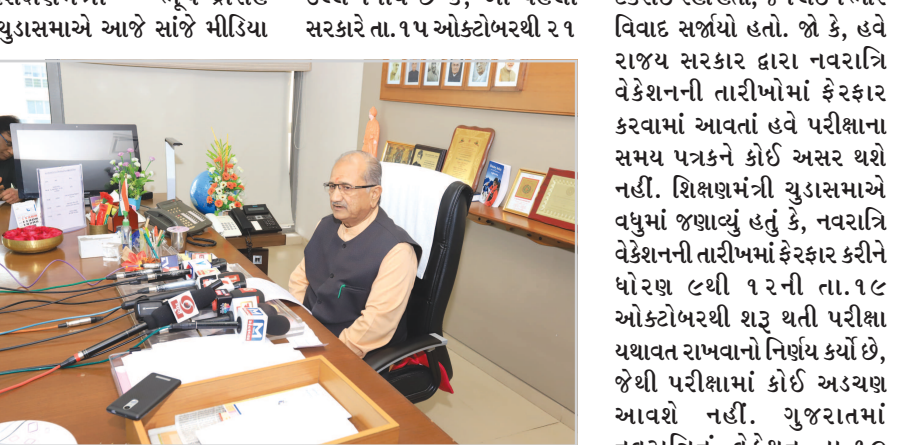 ચુડાસમાએ આજે સાંજે મીડિયા
સરકારે તા.૧૫ ઓક્ટોબરથી ૨૧
વિવાદ સર્જાયો હતો. જો કે, હવે
રાજય સરકાર દ્વારા નવરાત્રિ
વેકેશનની તારીખોમાં ફેરફાર
કરવામાં આવતાં હવે પરીક્ષાના
સમય પત્રકને કોઈ અસર થશે
નહીં. શિક્ષણમંત્રી ચુડાસમાએ
વધુમાં જણાવ્યું હતું કે, નવરાત્રિ
વેકેશનની તારીખમાં ફેરફાર કરીને
ધોરણ ૯થી ૧૨ની તા.૧૯
ઓક્ટોબરથી શરૂ થતી પરીક્ષા
યથાવત રાખવાનો નિર્ણય કર્યો છે,
જેથી પરીક્ષામાં કોઈ અડચણ
આવશે નહીં. ગુજરાતમાં